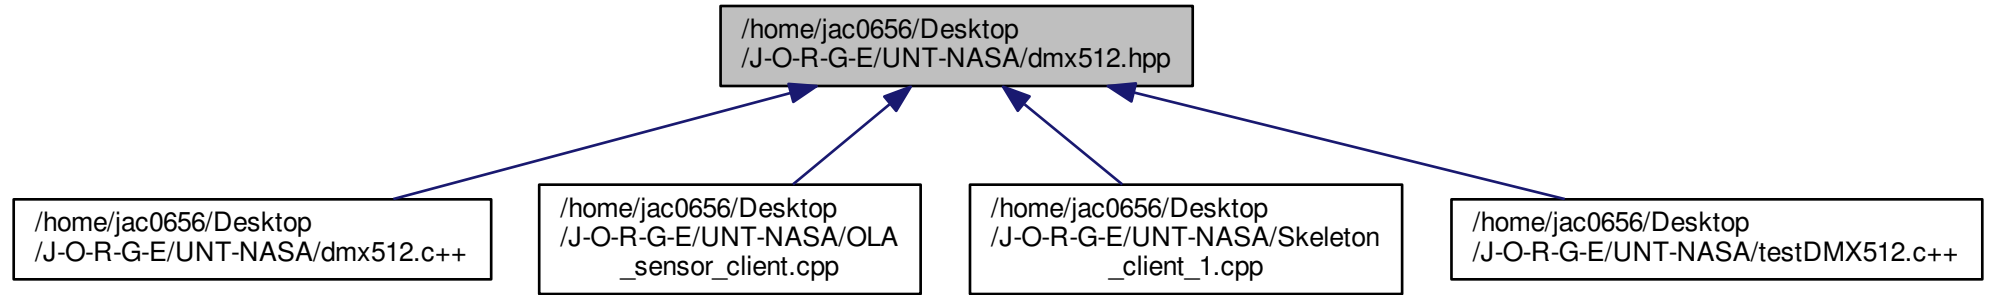 /home/jac0656/Desktop
/J-O-R-G-E/UNT-NASA/dmx512.hpp
/home/jac0656/Desktop
/J-O-R-G-E/UNT-NASA/dmx512.c++
/home/jac0656/Desktop
/J-O-R-G-E/UNT-NASA/OLA
_sensor_client.cpp
/home/jac0656/Desktop
/J-O-R-G-E/UNT-NASA/Skeleton
_client_1.cpp
/home/jac0656/Desktop
/J-O-R-G-E/UNT-NASA/testDMX512.c++